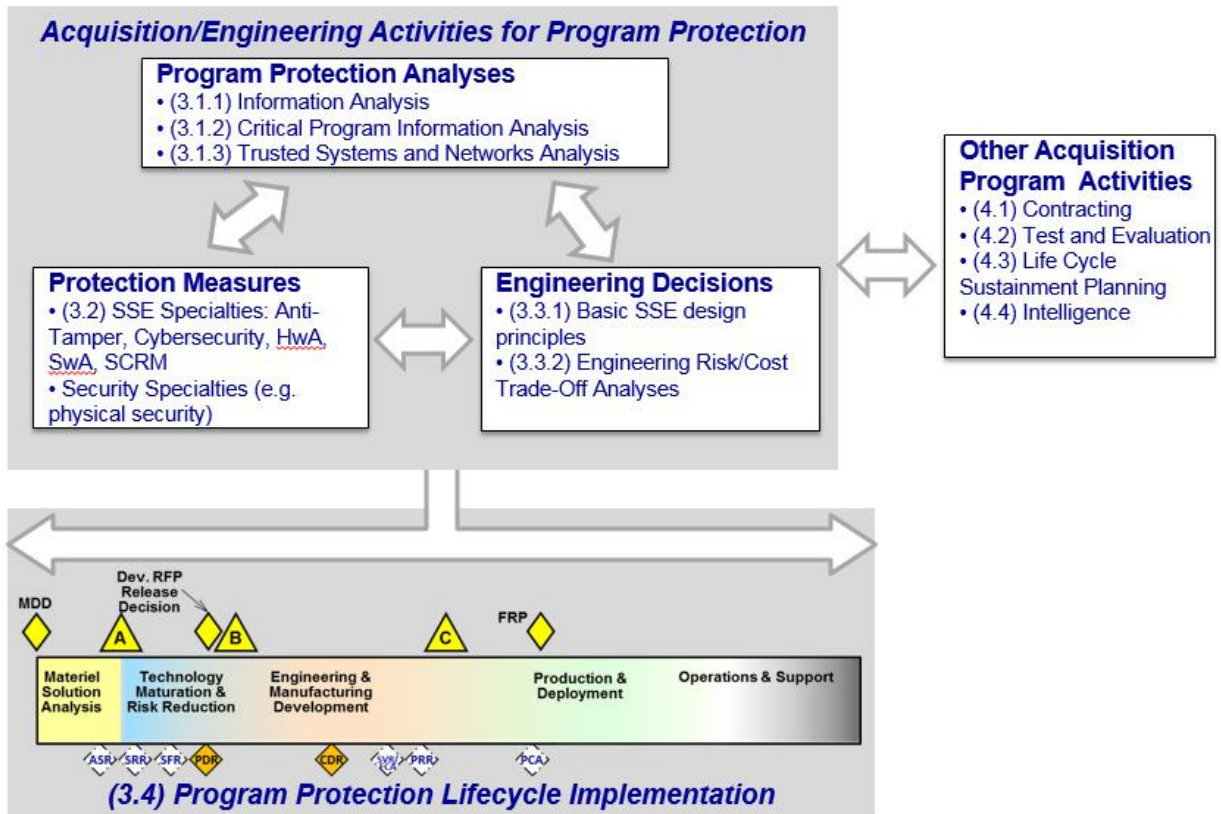 Acquisition/Engineering Activities for Program Protection
Program Protection Analyses
• (3.1.1) Information Analysis
• (3.1.2) Critical Program Information Analysis
• (3.1.3) Trusted Systems and Networks Analysis
Protection Measures
• (3.2) SSE Specialties: Anti-
Tamper, Cybersecurity, HwA,
SwA, SCRM
• Security Specialties (e.g.
physical security)
Engineering Decisions
• (3.3.1) Basic SSE design
principles
• (3.3.2) Engineering Risk/Cost
Trade-Off Analyses
Other Acquisition
Program Activities
• (4.1) Contracting
• (4.2) Test and Evaluation
• (4.3) Life Cycle
Sustainment Planning
• (4.4) Intelligence
MDD
A
Dev. RFP
Release
Decision
B
C
FRP
Materiel
Solution
Analysis
Technology
Maturation &
Risk Reduction
Engineering &
Manufacturing
Development
Production &
Deployment
Operations & Support
ASR
SRR
SFR
PDR
CDR
SVR/
FCA
PRR
PCA
(3.4) Program Protection Lifecycle Implementation